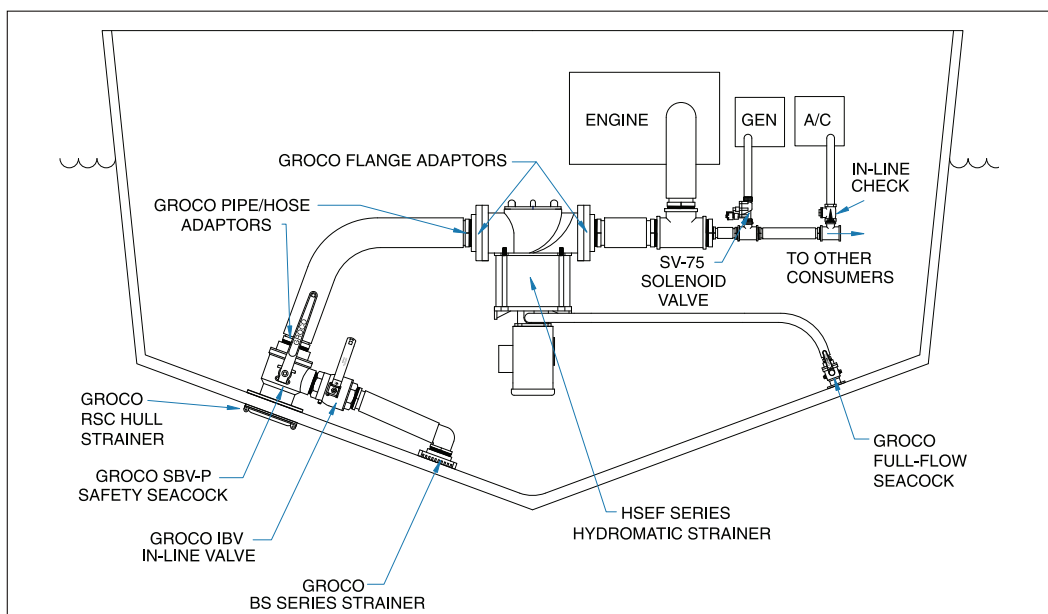 ENGINE
GEN
A/C
GROCO FLANGE ADAPTORS
IN-LINE
CHECK
GROCO PIPE/HOSE
ADAPTORS
SV-75
SOLENOID
VALVE
TO OTHER
CONSUMERS
GROCO
RSC HULL
STRAINER
GROCO SBV-P
SAFETY SEACOCK
GROCO IBV
IN-LINE VALVE
GROCO
BS SERIES STRAINER
HSEF SERIES
HYDROMATIC STRAINER
GROCO
FULL-FLOW
SEACOCK